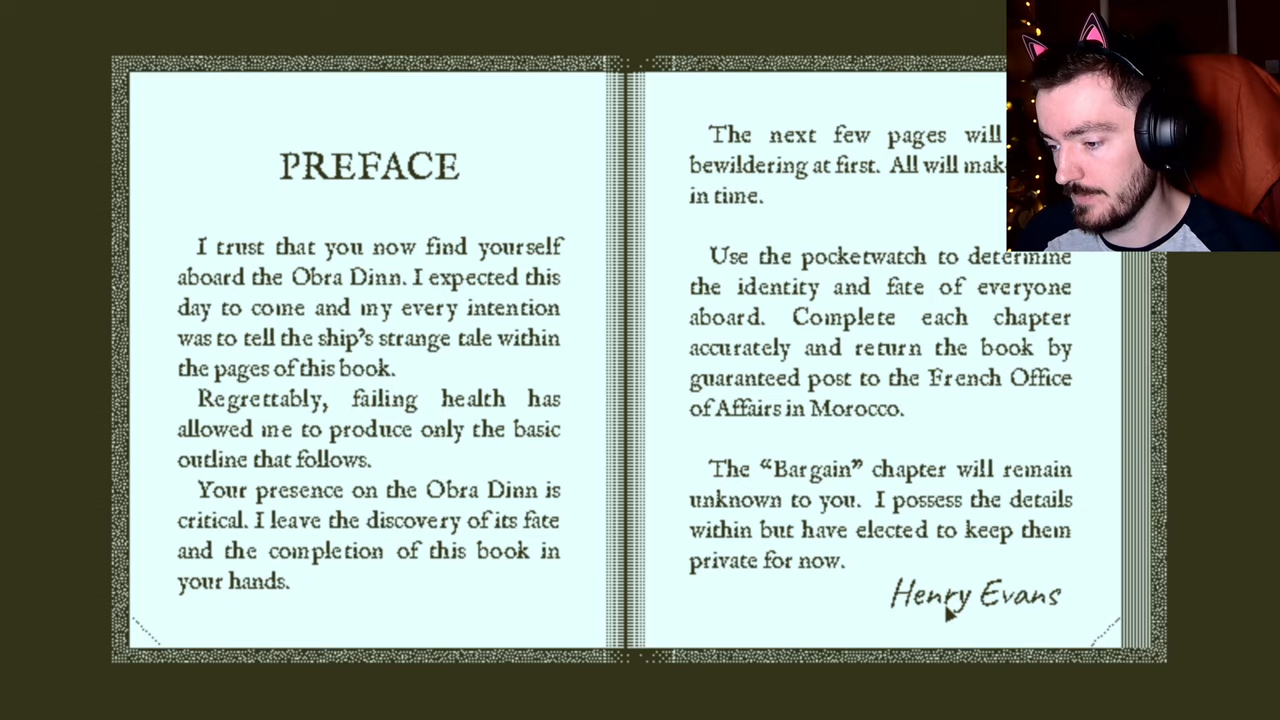 PREFACE
I trust that you now find yourself
aboard the Obra Dinn. I expected this
day to come and my every intention
was to tell the ship's strange tale within
the pages of this book.
Regrettably, failing health has
allowed me to produce only the basic
outline that follows.
Your presence on the Obra Dinn is
critical. I leave the discovery of its fate
and the completion of this book in
your hands.
The next few pages will
bewildering at first. All will
in time.
Use the pocketwatch to determine
the identity and fate of everyone
aboard. Complete each chapter
accurately and return the book by
guaranteed post to the French Office
of Affairs in Morocco.
The “Bargain” chapter will remain
unknown to you. I possess the details
within but have elected to keep them
private for now.
Henry Evans